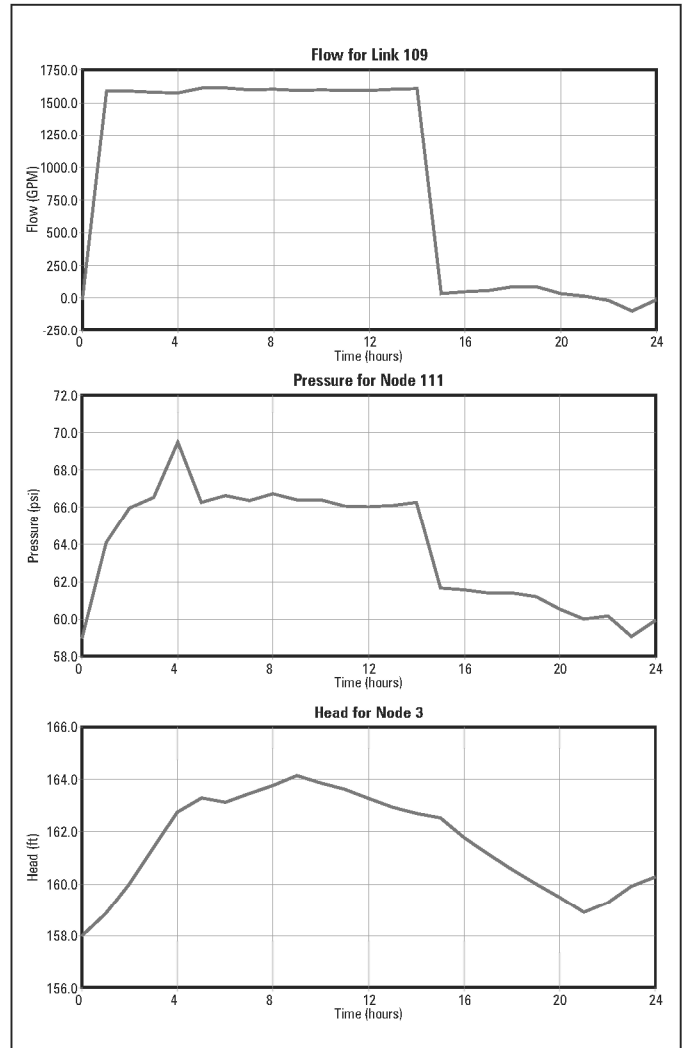 Flow for Link 109
1750.0
1500.0
1250.0
1000.0
750.0
500.0
250.0
0.0
-250.0
Flow (GPM)
0 4 8 12 16 20 24
Time (hours)
Pressure for Node 111
72.0
70.0
68.0
66.0
64.0
62.0
60.0
58.0
Pressure (psi)
0 4 8 12 16 20 24
Time (hours)
Head for Node 3
166.0
164.0
162.0
160.0
158.0
156.0
Head (ft)
0 4 8 12 16 20 24
Time (hours)